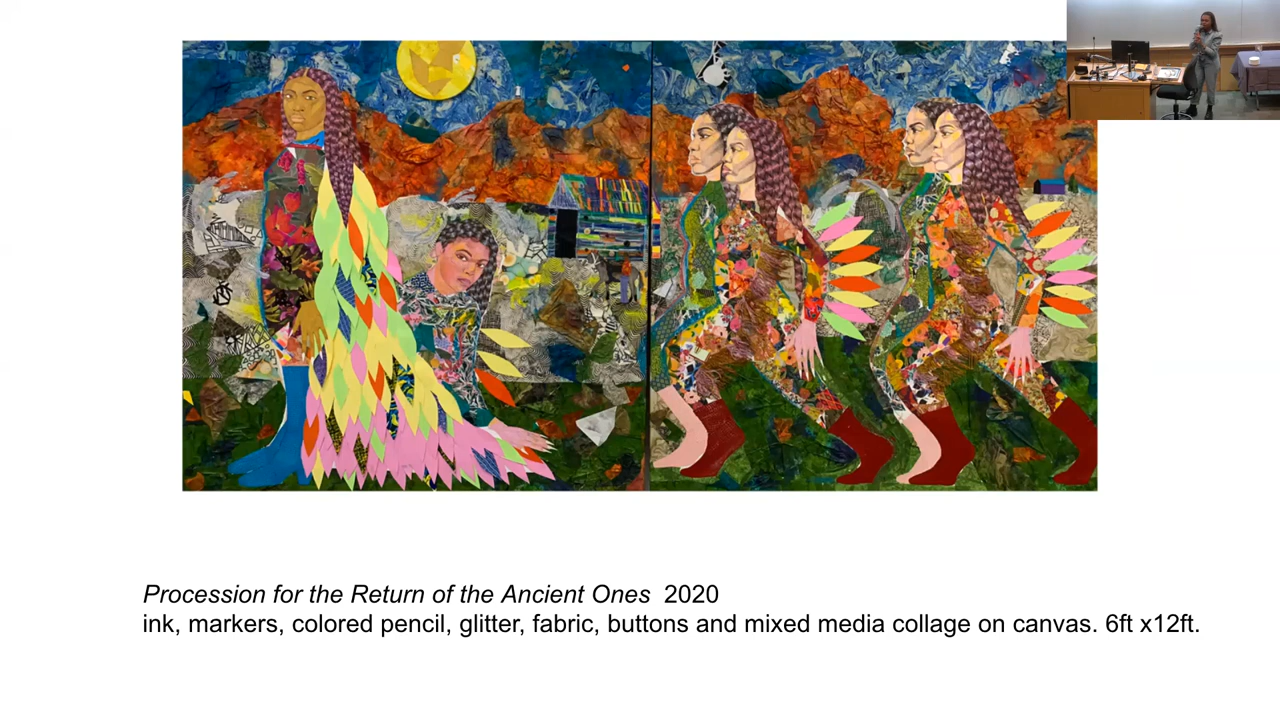 Procession for the Return of the Ancient Ones 2020
ink, markers, colored pencil, glitter, fabric, buttons and mixed media collage on canvas. 6ft x12ft.